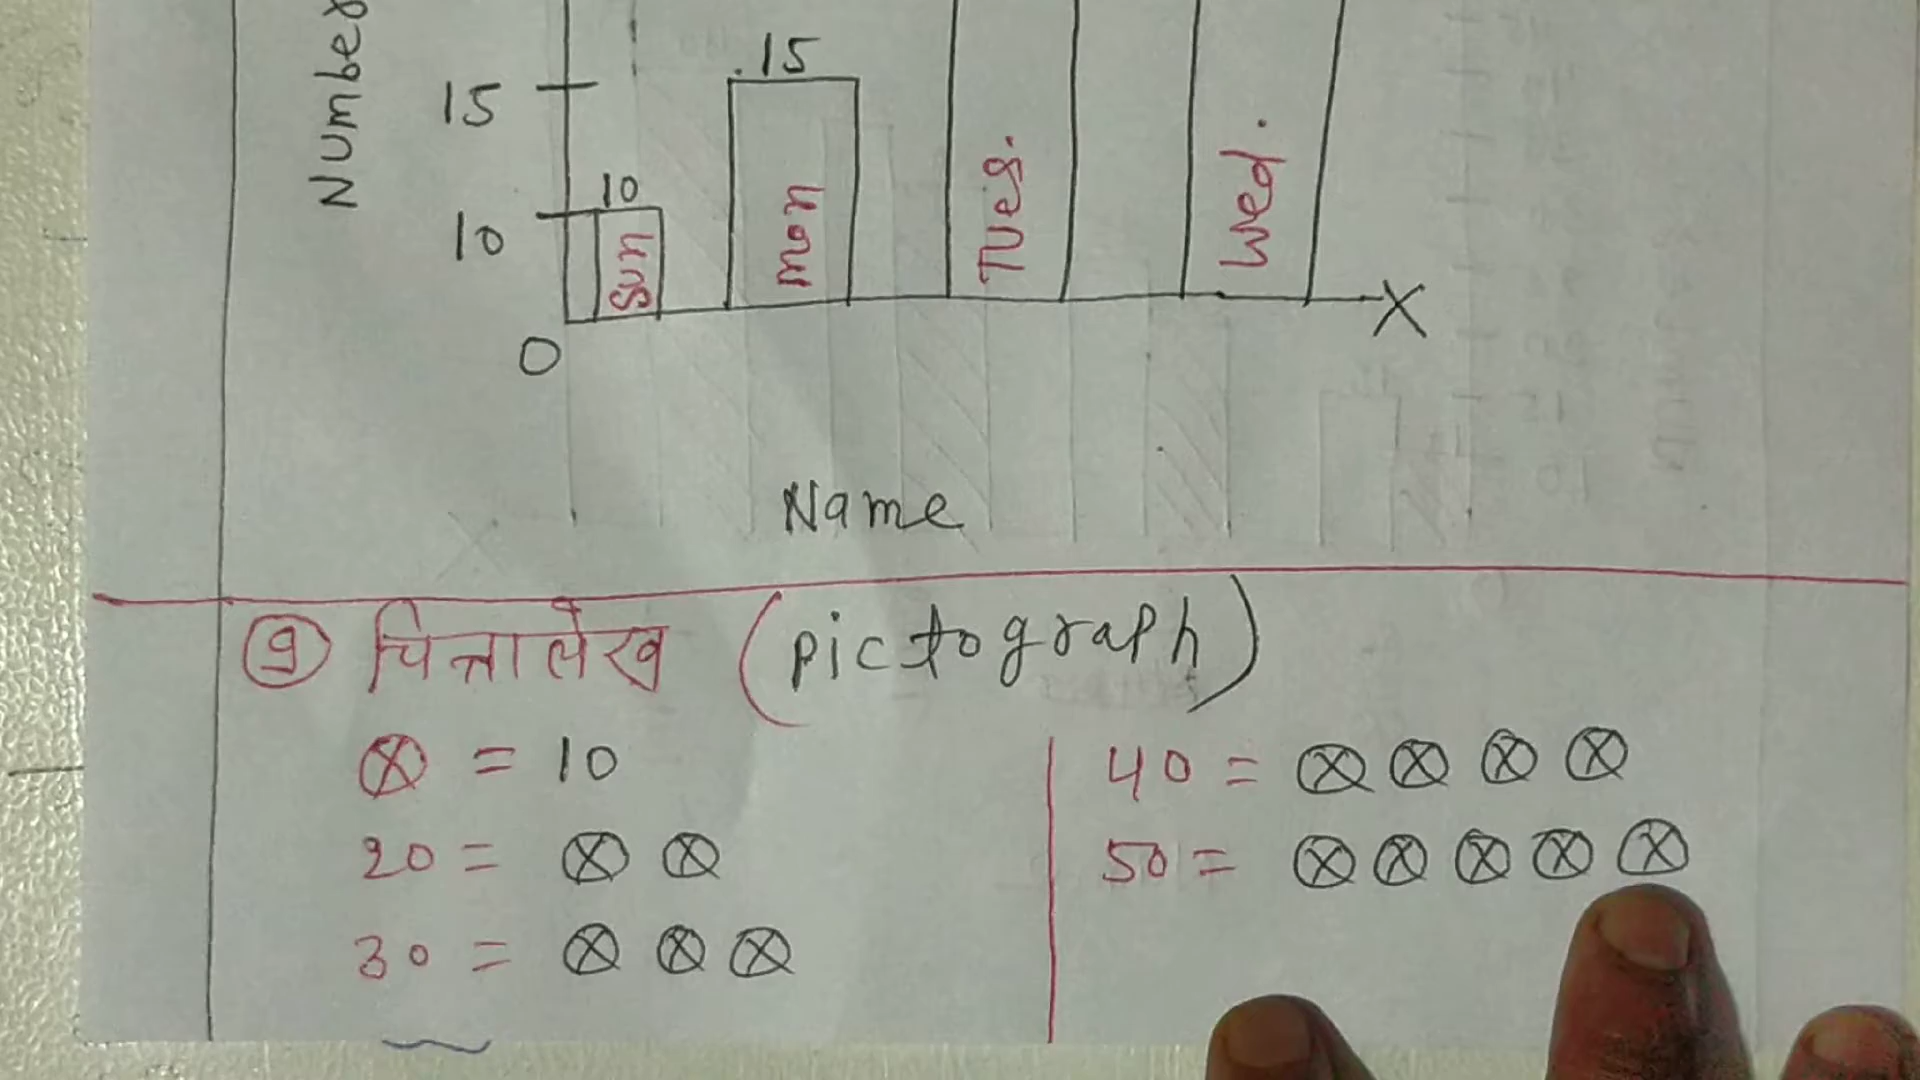 Number
15
.15
10
10
Sun
Mon
Tues.
Wed.
X
0
Name
9 चित्रालेख (pictograph)
ⓧ = 10
20 = ⓧ ⓧ
30 = ⓧ ⓧ ⓧ
40 = ⓧ ⓧ ⓧ ⓧ
50 = ⓧ ⓧ ⓧ ⓧ ⓧ